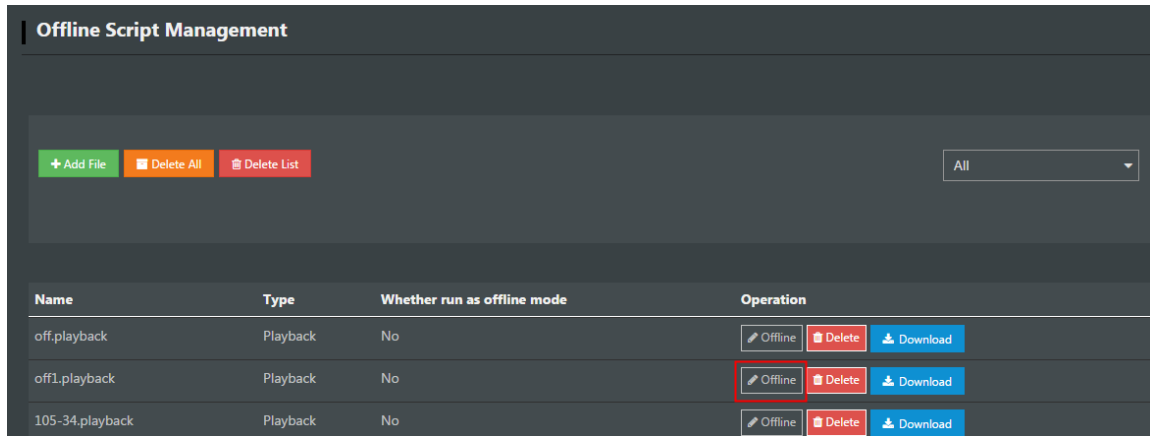 Offline Script Management
Add File Delete All Delete List All
Name Type Whether run as offline mode Operation
off.playback Playback No Offline Delete Download
off1.playback Playback No Offline Delete Download
105-34.playback Playback No Offline Delete Download